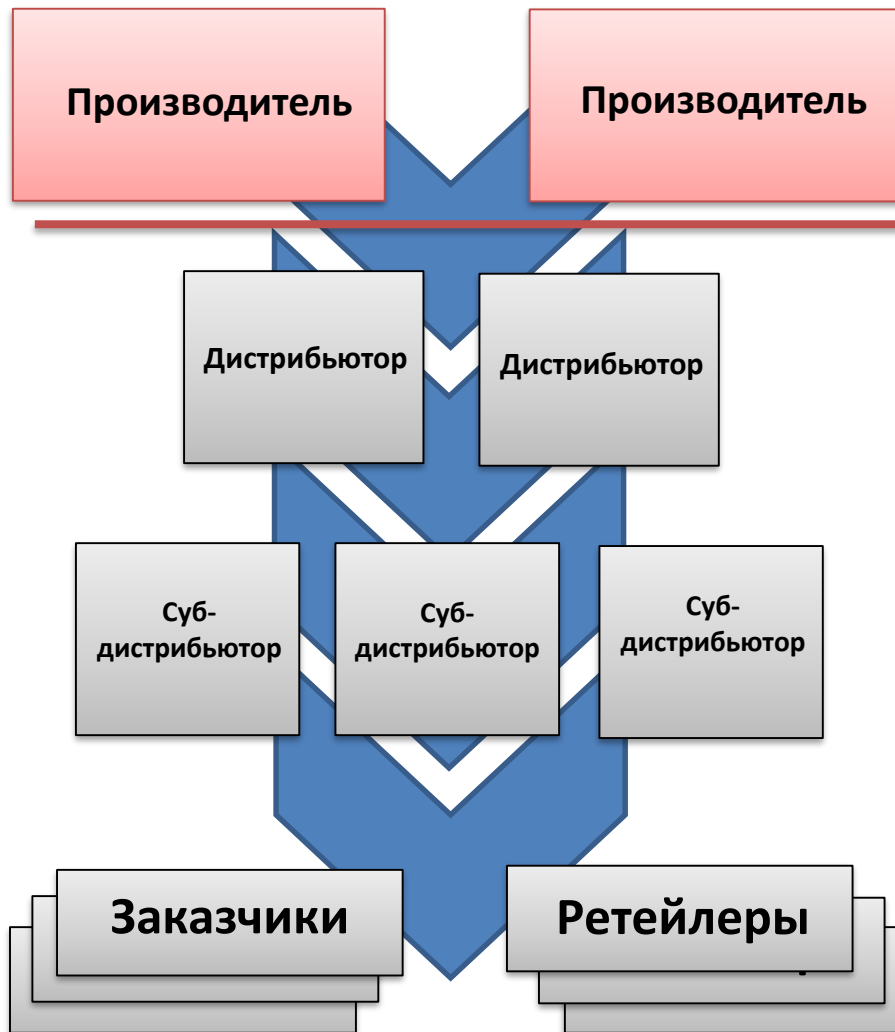 Производитель
Производитель
Дистрибьютор
Дистрибьютор
Суб-
дистрибьютор
Суб-
дистрибьютор
Суб-
дистрибьютор
Заказчики
Ретейлеры